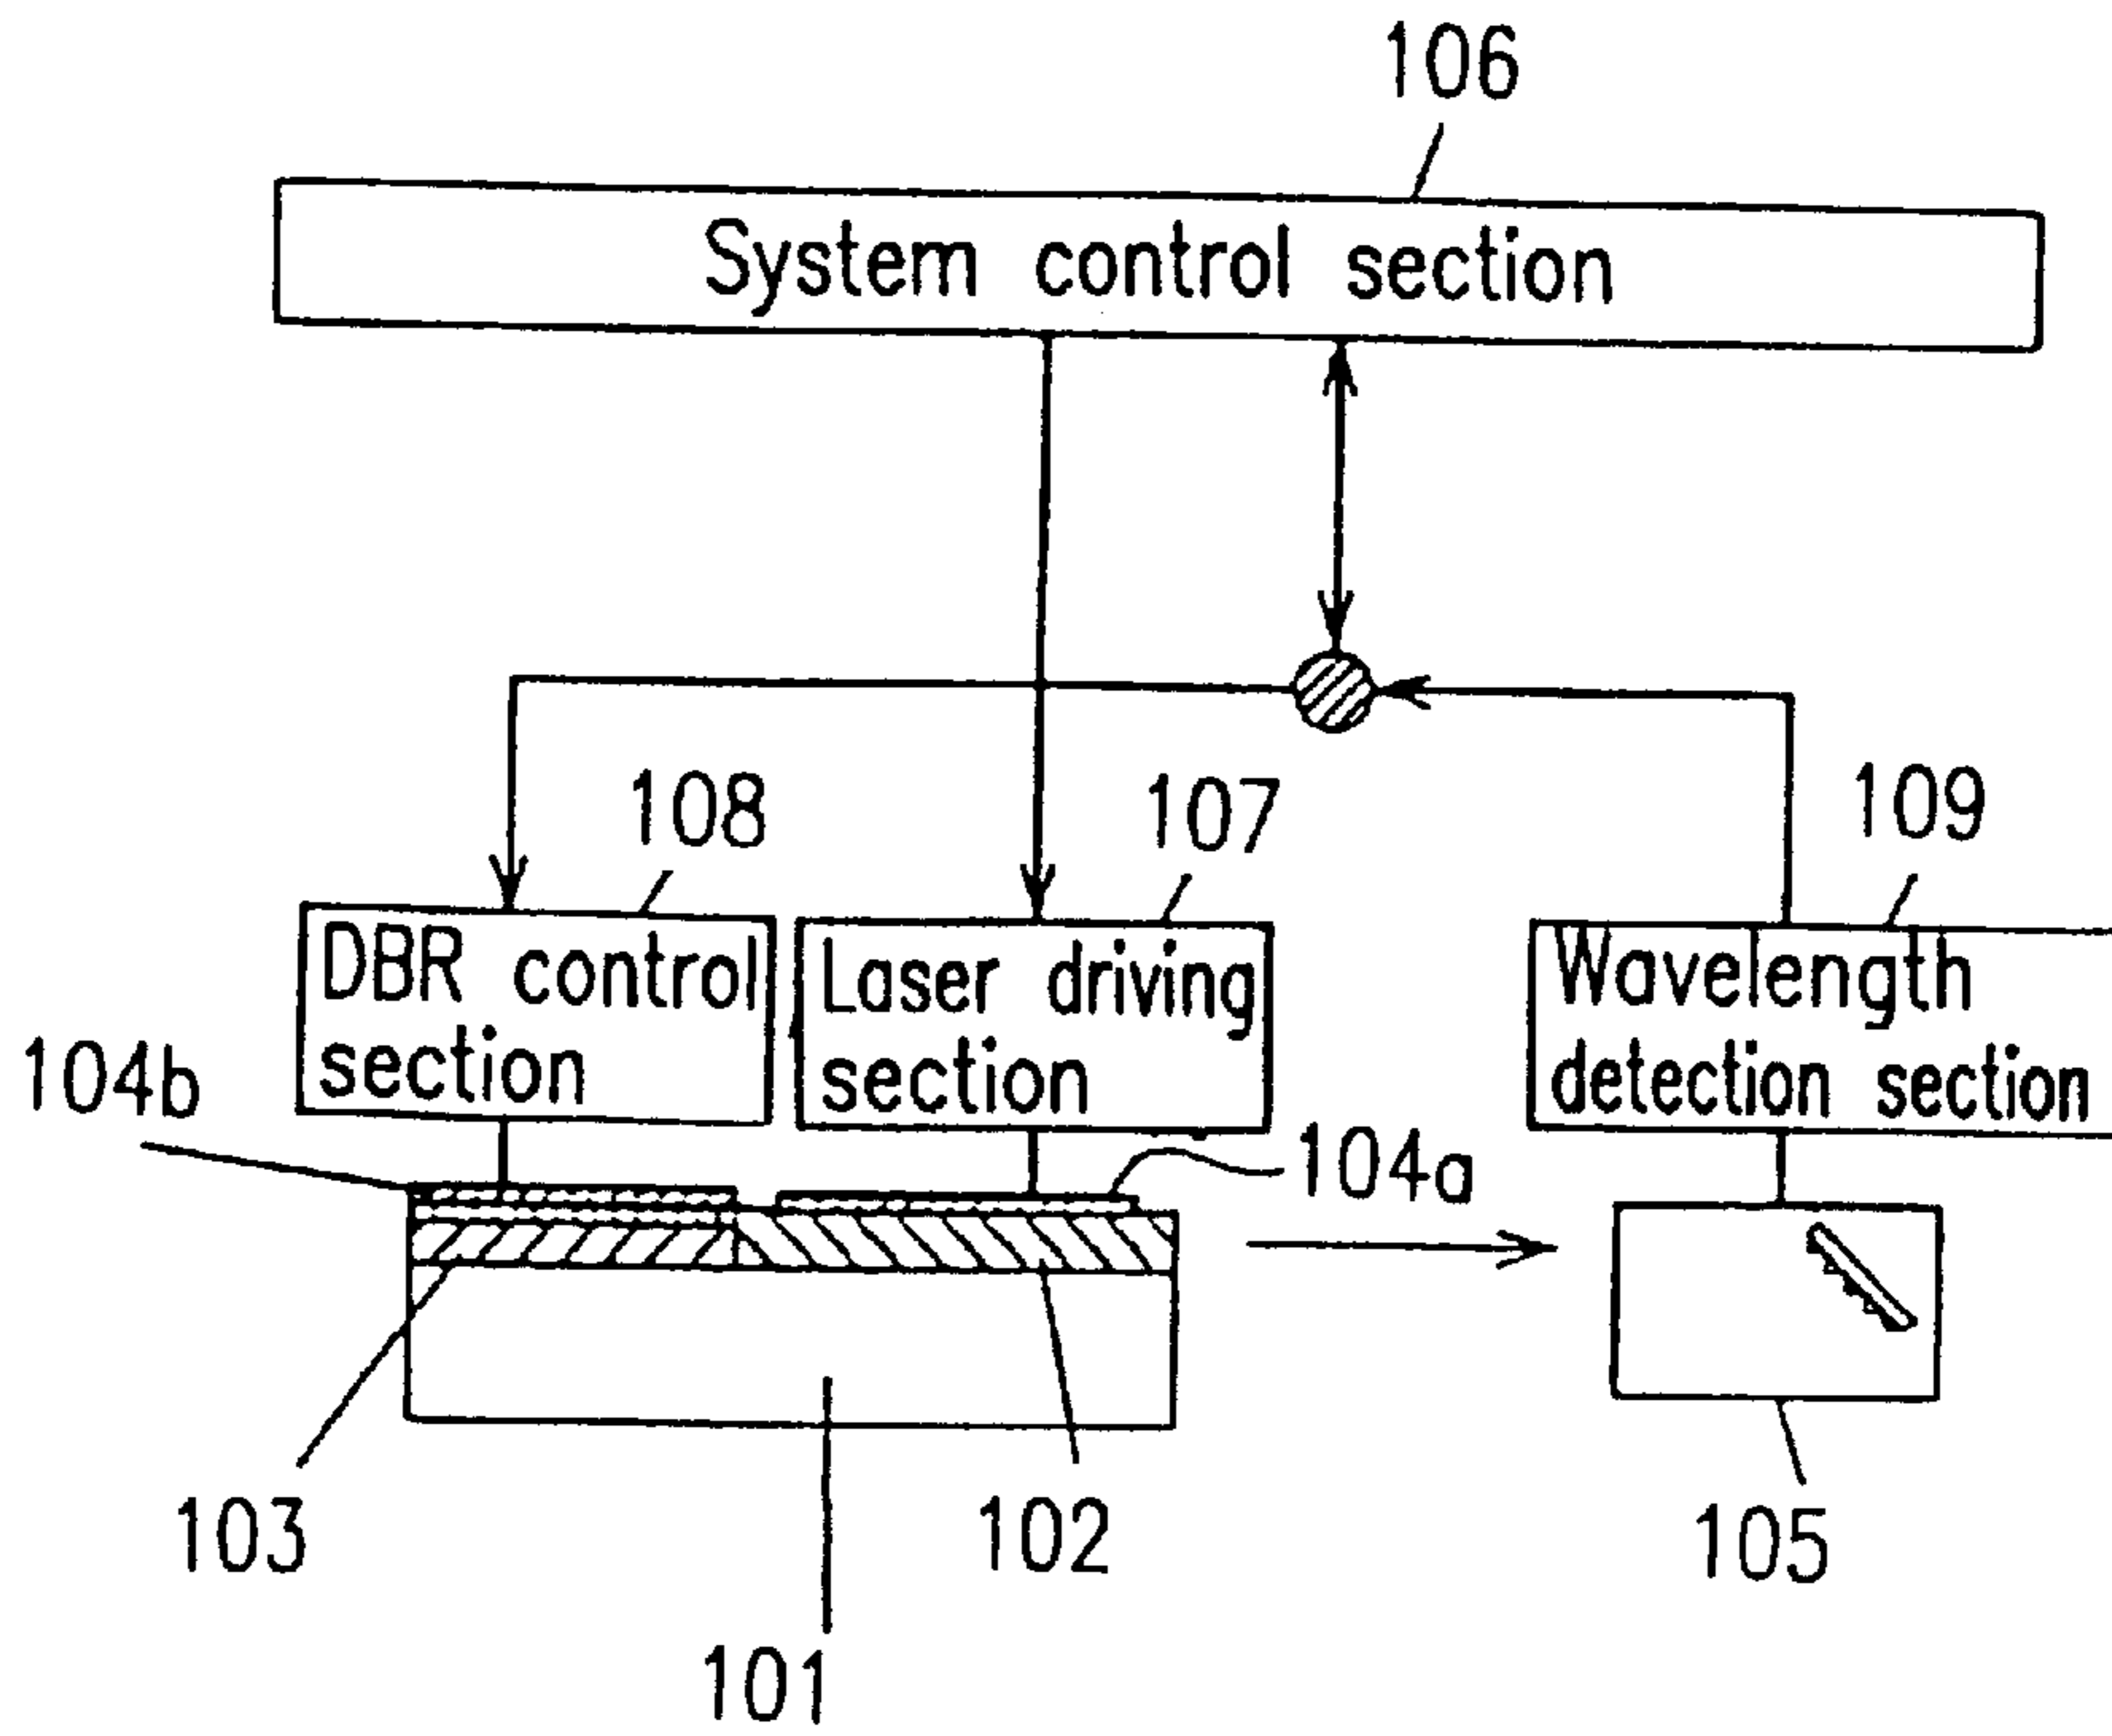 106
System control section
108
107
109
DBR control
section
Laser driving
section
Wavelength
detection section
104b
104a
103
102
105
101